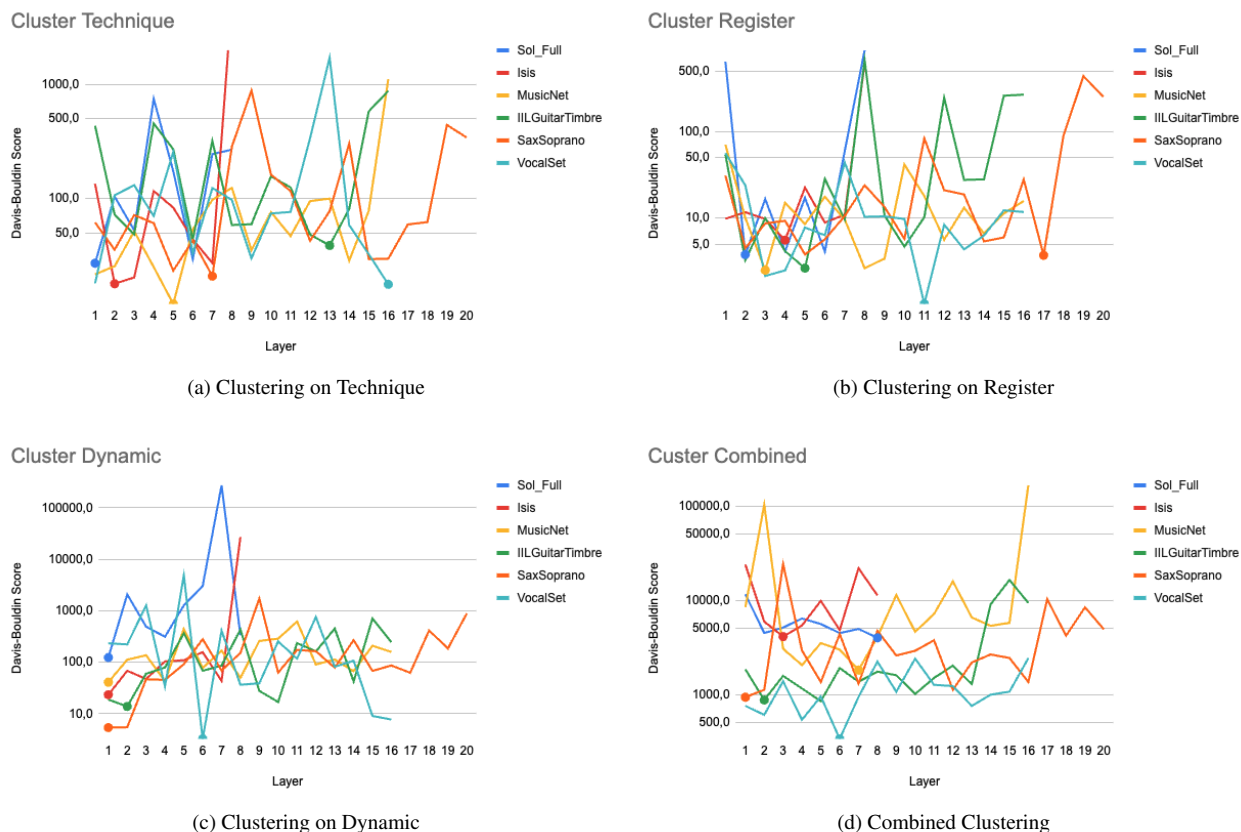 Cluster Technique
Davis-Bouldin Score
1000,0
500,0
100,0
50,0
1 2 3 4 5 6 7 8 9 10 11 12 13 14 15 16 17 18 19 20
Layer
Sol_Full
Isis
MusicNet
IILGuitarTimbre
SaxSoprano
VocalSet
(a) Clustering on Technique
Cluster Register
Davis-Bouldin Score
500,0
100,0
50,0
10,0
5,0
1 2 3 4 5 6 7 8 9 10 11 12 13 14 15 16 17 18 19 20
Layer
Sol_Full
Isis
MusicNet
IILGuitarTimbre
SaxSoprano
VocalSet
(b) Clustering on Register
Cluster Dynamic
Davis-Bouldin Score
100000,0
10000,0
1000,0
100,0
10,0
1 2 3 4 5 6 7 8 9 10 11 12 13 14 15 16 17 18 19 20
Layer
Sol_Full
Isis
MusicNet
IILGuitarTimbre
SaxSoprano
VocalSet
(c) Clustering on Dynamic
Custer Combined
Davis-Bouldin Score
100000,0
50000,0
10000,0
5000,0
1000,0
500,0
1 2 3 4 5 6 7 8 9 10 11 12 13 14 15 16 17 18 19 20
Layer
Sol_Full
Isis
MusicNet
IILGuitarTimbre
SaxSoprano
VocalSet
(d) Combined Clustering